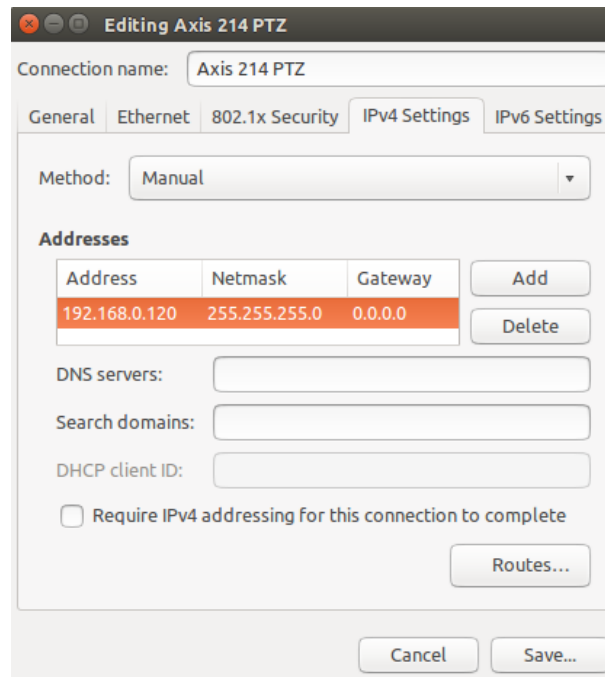 Editing Axis 214 PTZ
Connection name: Axis 214 PTZ
General Ethernet 802.1x Security IPv4 Settings IPv6 Settings
Method: Manual
Addresses
Address Netmask Gateway Add
192.168.0.120 255.255.255.0 0.0.0.0
Delete
DNS servers:
Search domains:
DHCP client ID:
Require IPv4 addressing for this connection to complete
Routes...
Cancel Save...